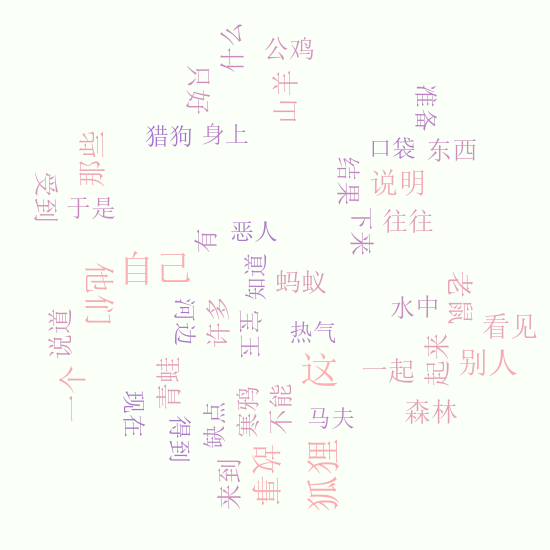 什么
公鸡
只好
山羊
准备
猎狗
身上
口袋
东西
那些
结果
说明
受到
于是
下来
往往
有
恶人
自己
知道
他们
蚂蚁
老鼠
河边
许多
水中
说道
主宰
热气
看见
这
一起
起来
别人
一个
青蛙
现在
得到
缺点
寒鸦
不能
马夫
森林
来到
故事
狐狸